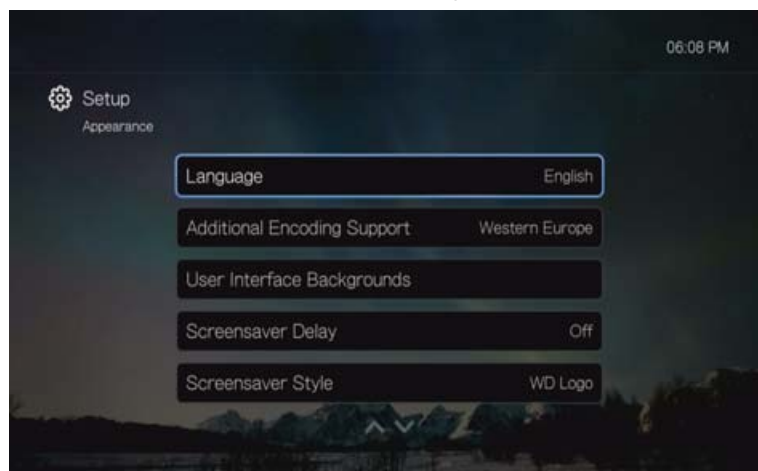 06:08 PM
Setup
Appearance
Language English
Additional Encoding Support Western Europe
User Interface Backgrounds
Screensaver Delay Off
Screensaver Style WD Logo